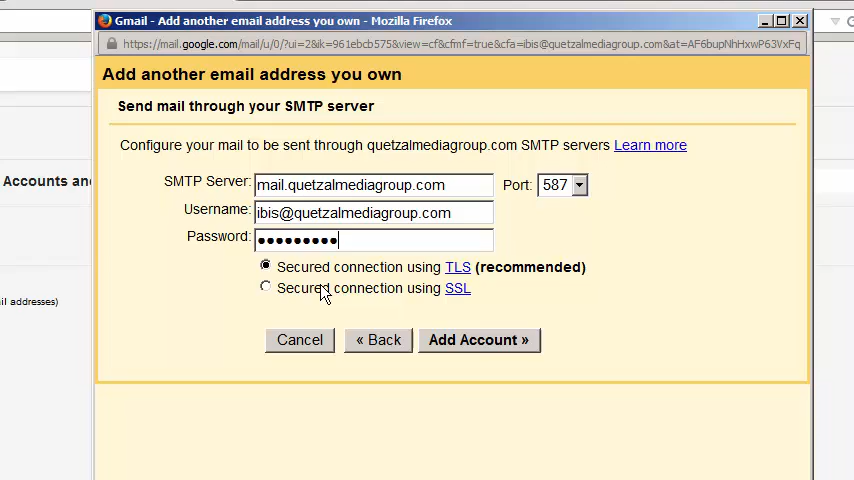 Gmail - Add another email address you own - Mozilla Firefox
https://mail.google.com/mail/u/0/?ui=2&ik=961ebcb575&view=cf&cfmf=true&cfa=ibis@quetzalmediagroup.com&at=AF6bupNhHxwP63VxFq
Add another email address you own
Send mail through your SMTP server
Configure your mail to be sent through quetzalmediagroup.com SMTP servers Learn more
Accounts and
SMTP Server: mail.quetzalmediagroup.com Port: 587
Username: ibis@quetzalmediagroup.com
Password: ●●●●●●●●●
Secured connection using TLS (recommended)
Secured connection using SSL
ail addresses)
Cancel « Back Add Account »